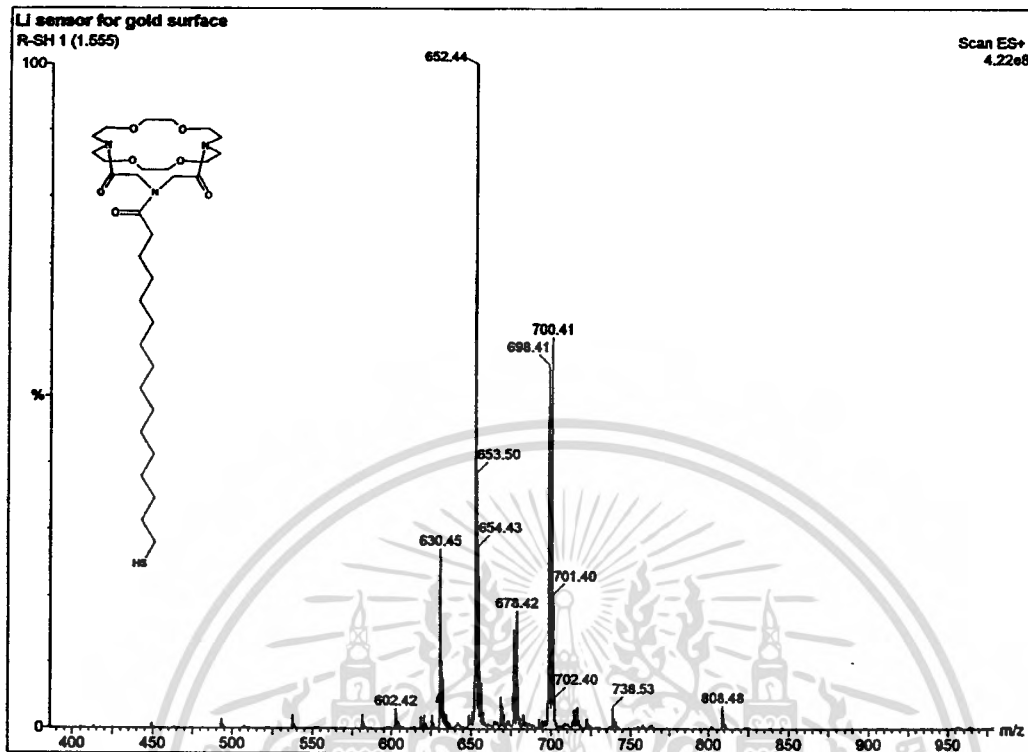 Li sensor for gold surface
R-SH 1 (1.555)
Scan ES+
4.22e8
100
652.44
O O
N N
O O
O N O
O
700.41
698.41
%
653.50
654.43
630.45
701.40
678.42
HS
702.40
602.42
738.53
808.48
0
m/z
400 450 500 550 600 650 700 750 800 850 900 950